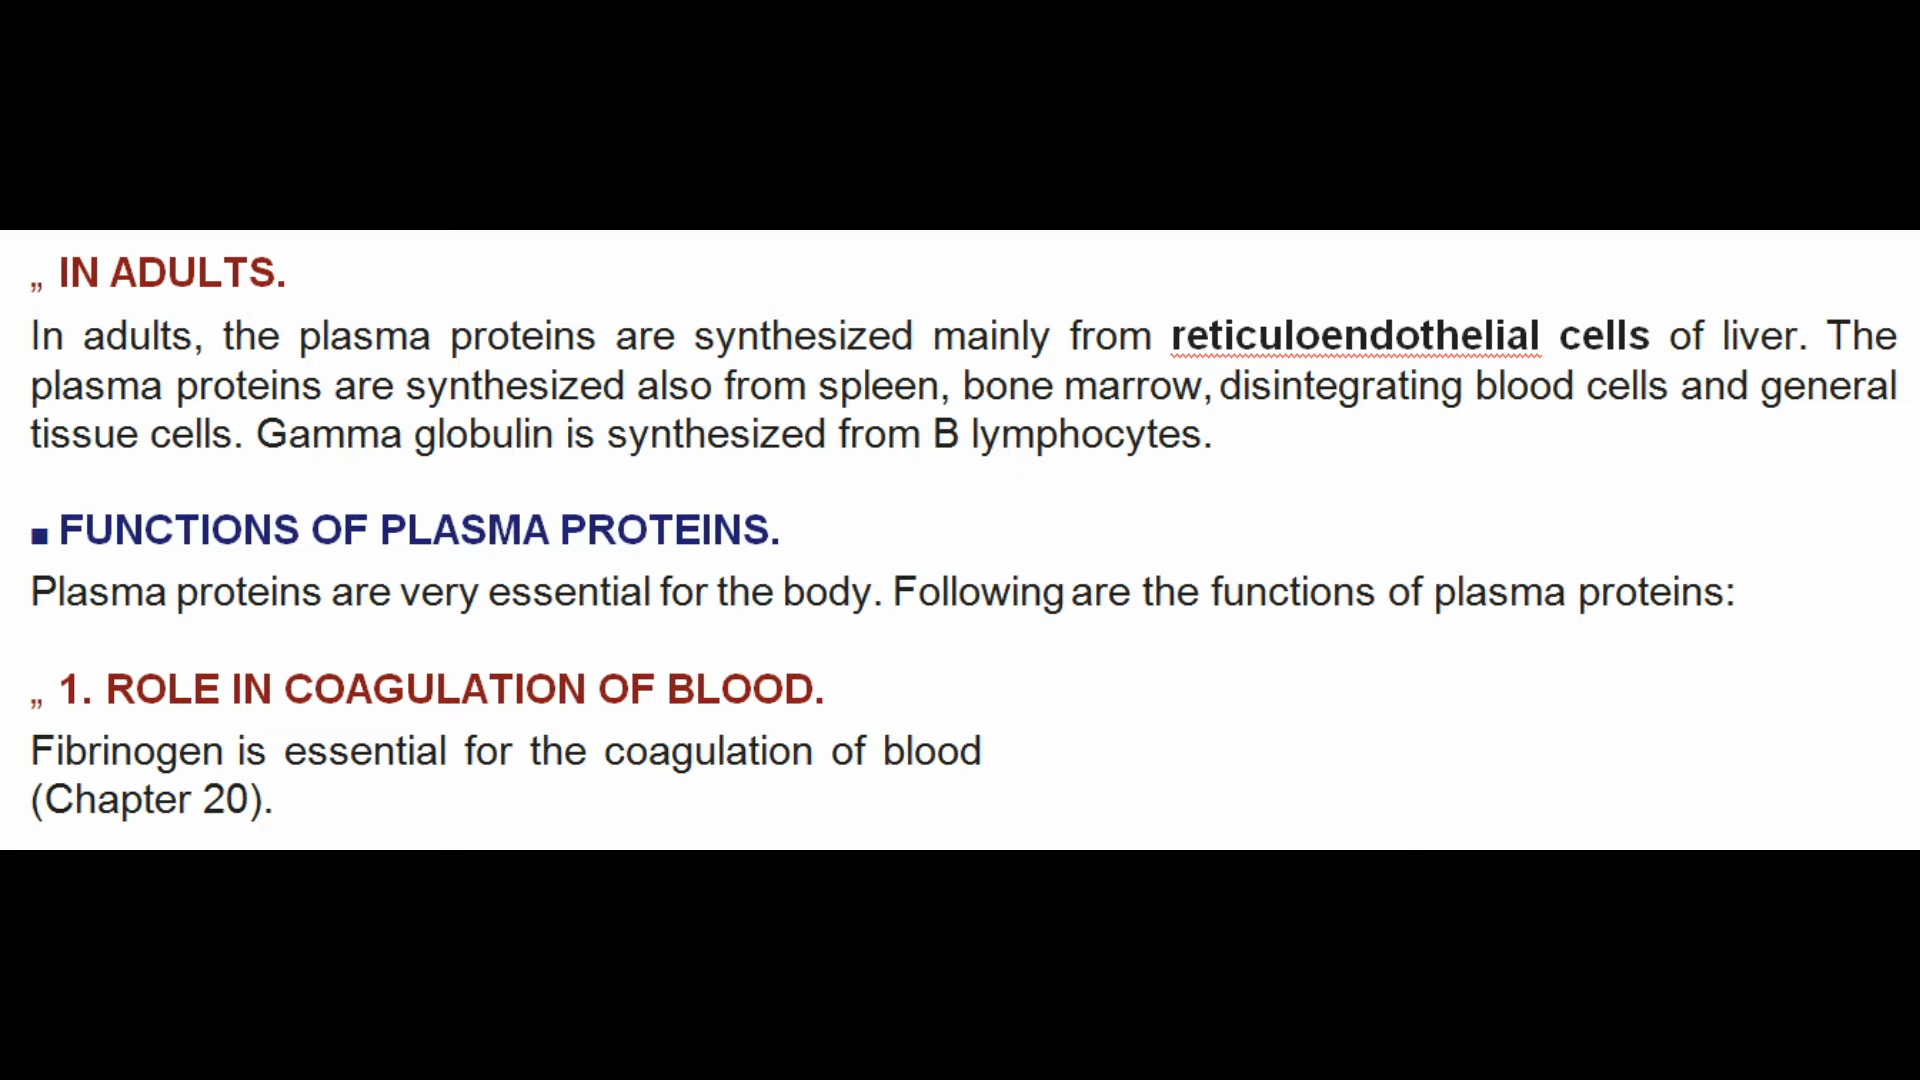 „ IN ADULTS.
In adults, the plasma proteins are synthesized mainly from reticuloendothelial cells of liver. The
plasma proteins are synthesized also from spleen, bone marrow, disintegrating blood cells and general
tissue cells. Gamma globulin is synthesized from B lymphocytes.
■ FUNCTIONS OF PLASMA PROTEINS.
Plasma proteins are very essential for the body. Following are the functions of plasma proteins:
„ 1. ROLE IN COAGULATION OF BLOOD.
Fibrinogen is essential for the coagulation of blood
(Chapter 20).